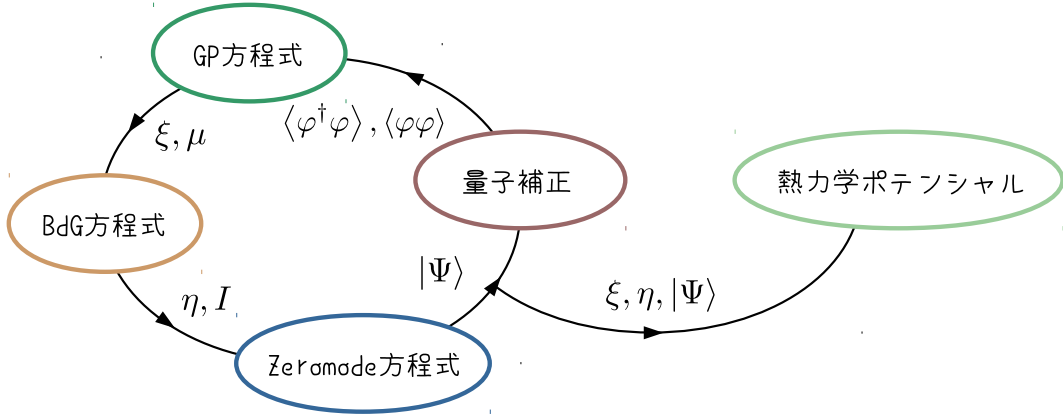 GP方程式
⟨φ†φ⟩, ⟨φφ⟩
ξ, μ
量子補正
熱力学ポテンシャル
BdG方程式
|Ψ⟩
η, I
ξ, η, |Ψ⟩
Zeromode方程式